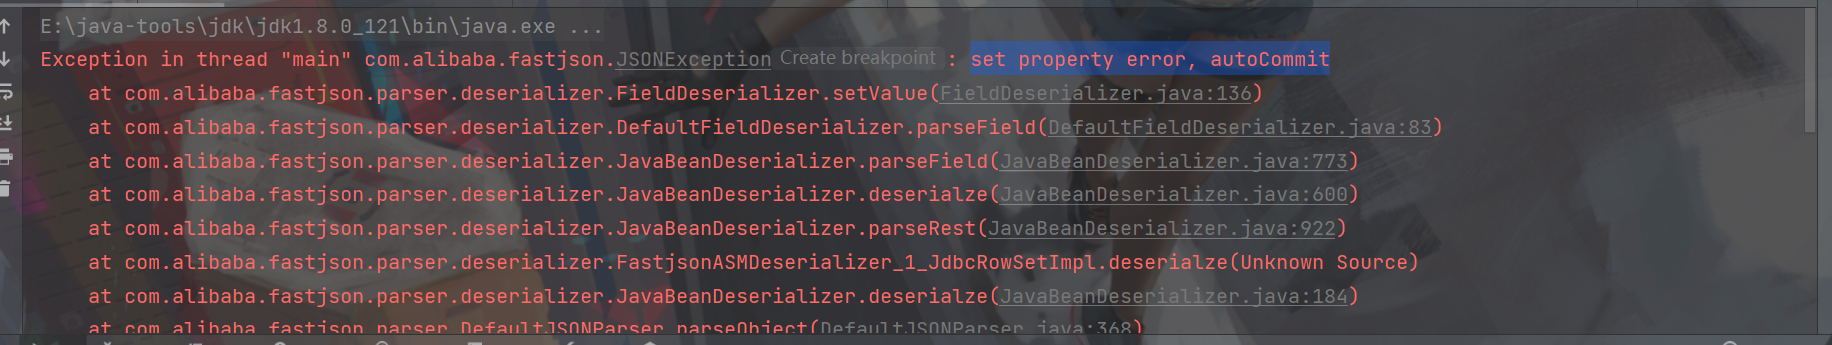 E:\java-tools\jdk\jdk1.8.0_121\bin\java.exe ...
Exception in thread "main" com.alibaba.fastjson.JSONException Create breakpoint : set property error, autoCommit
at com.alibaba.fastjson.parser.deserializer.FieldDeserializer.setValue(FieldDeserializer.java:136)
at com.alibaba.fastjson.parser.deserializer.DefaultFieldDeserializer.parseField(DefaultFieldDeserializer.java:83)
at com.alibaba.fastjson.parser.deserializer.JavaBeanDeserializer.parseField(JavaBeanDeserializer.java:773)
at com.alibaba.fastjson.parser.deserializer.JavaBeanDeserializer.deserialze(JavaBeanDeserializer.java:600)
at com.alibaba.fastjson.parser.deserializer.JavaBeanDeserializer.parseRest(JavaBeanDeserializer.java:922)
at com.alibaba.fastjson.parser.deserializer.FastjsonASMDeserializer_1_JdbcRowSetImpl.deserialze(Unknown Source)
at com.alibaba.fastjson.parser.deserializer.JavaBeanDeserializer.deserialze(JavaBeanDeserializer.java:184)
at com.alibaba.fastjson.parser.DefaultJSONParser.parseObject(DefaultJSONParser.java:368)